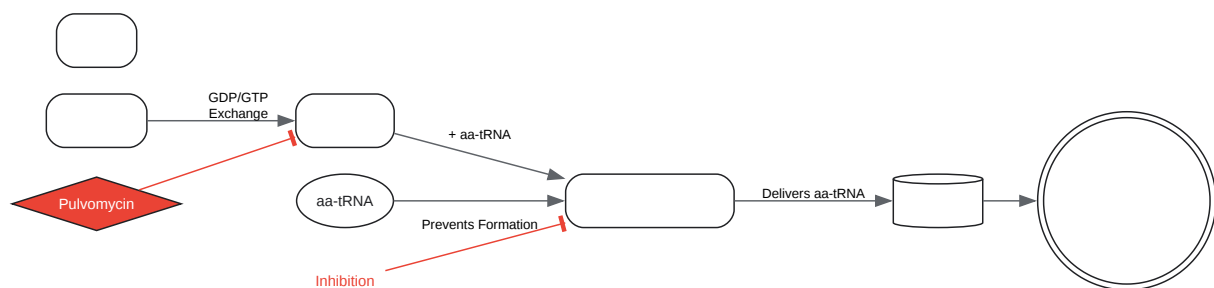 GDP/GTP
Exchange
+ aa-tRNA
Pulvomycin
aa-tRNA
Delivers aa-tRNA
Prevents Formation
Inhibition